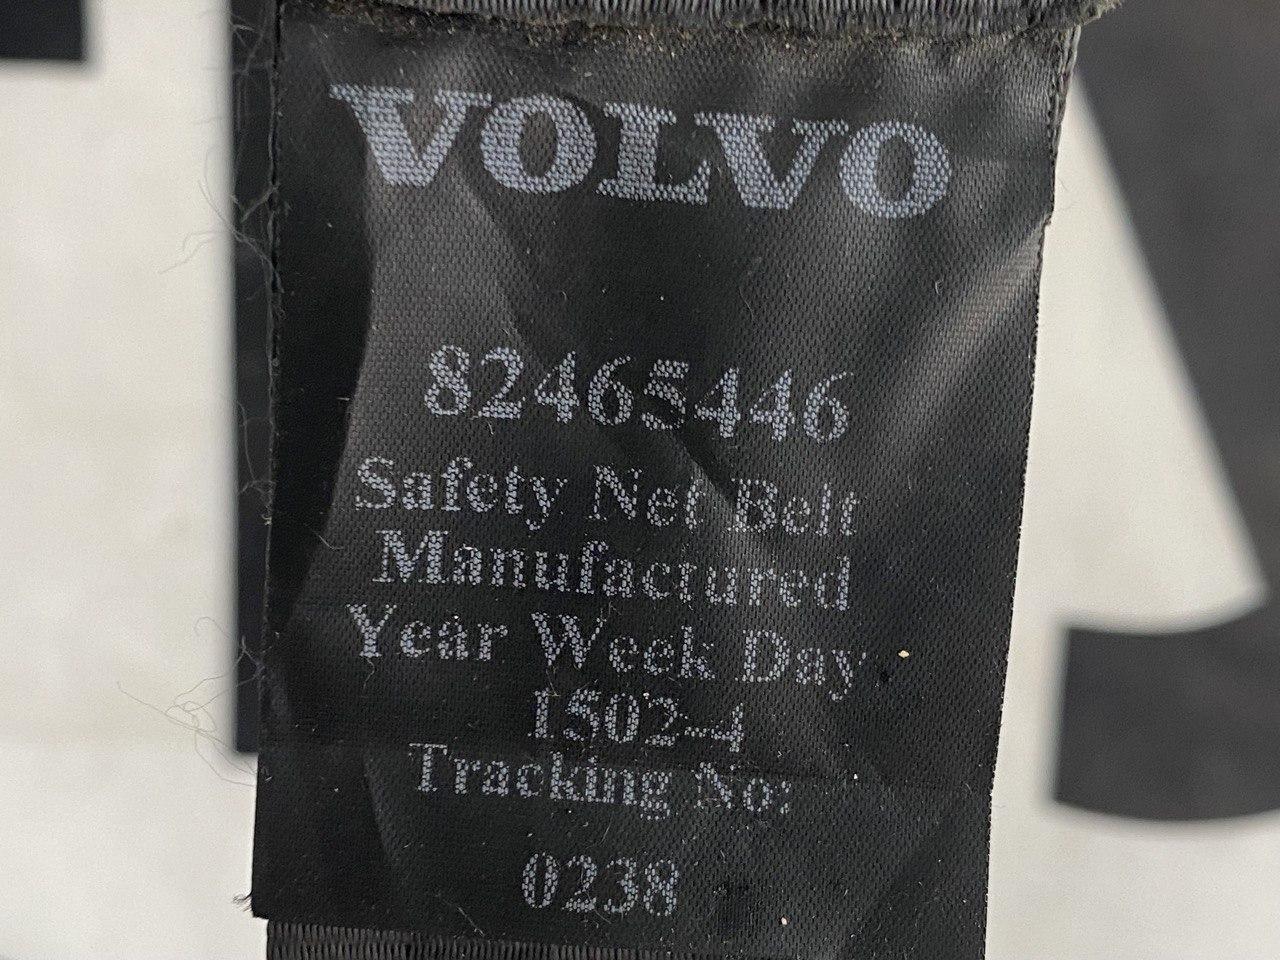 VOLVO
82465446
Safety Net Belt
Manufactured
Year Week Day
1502-4
Tracking No:
0238